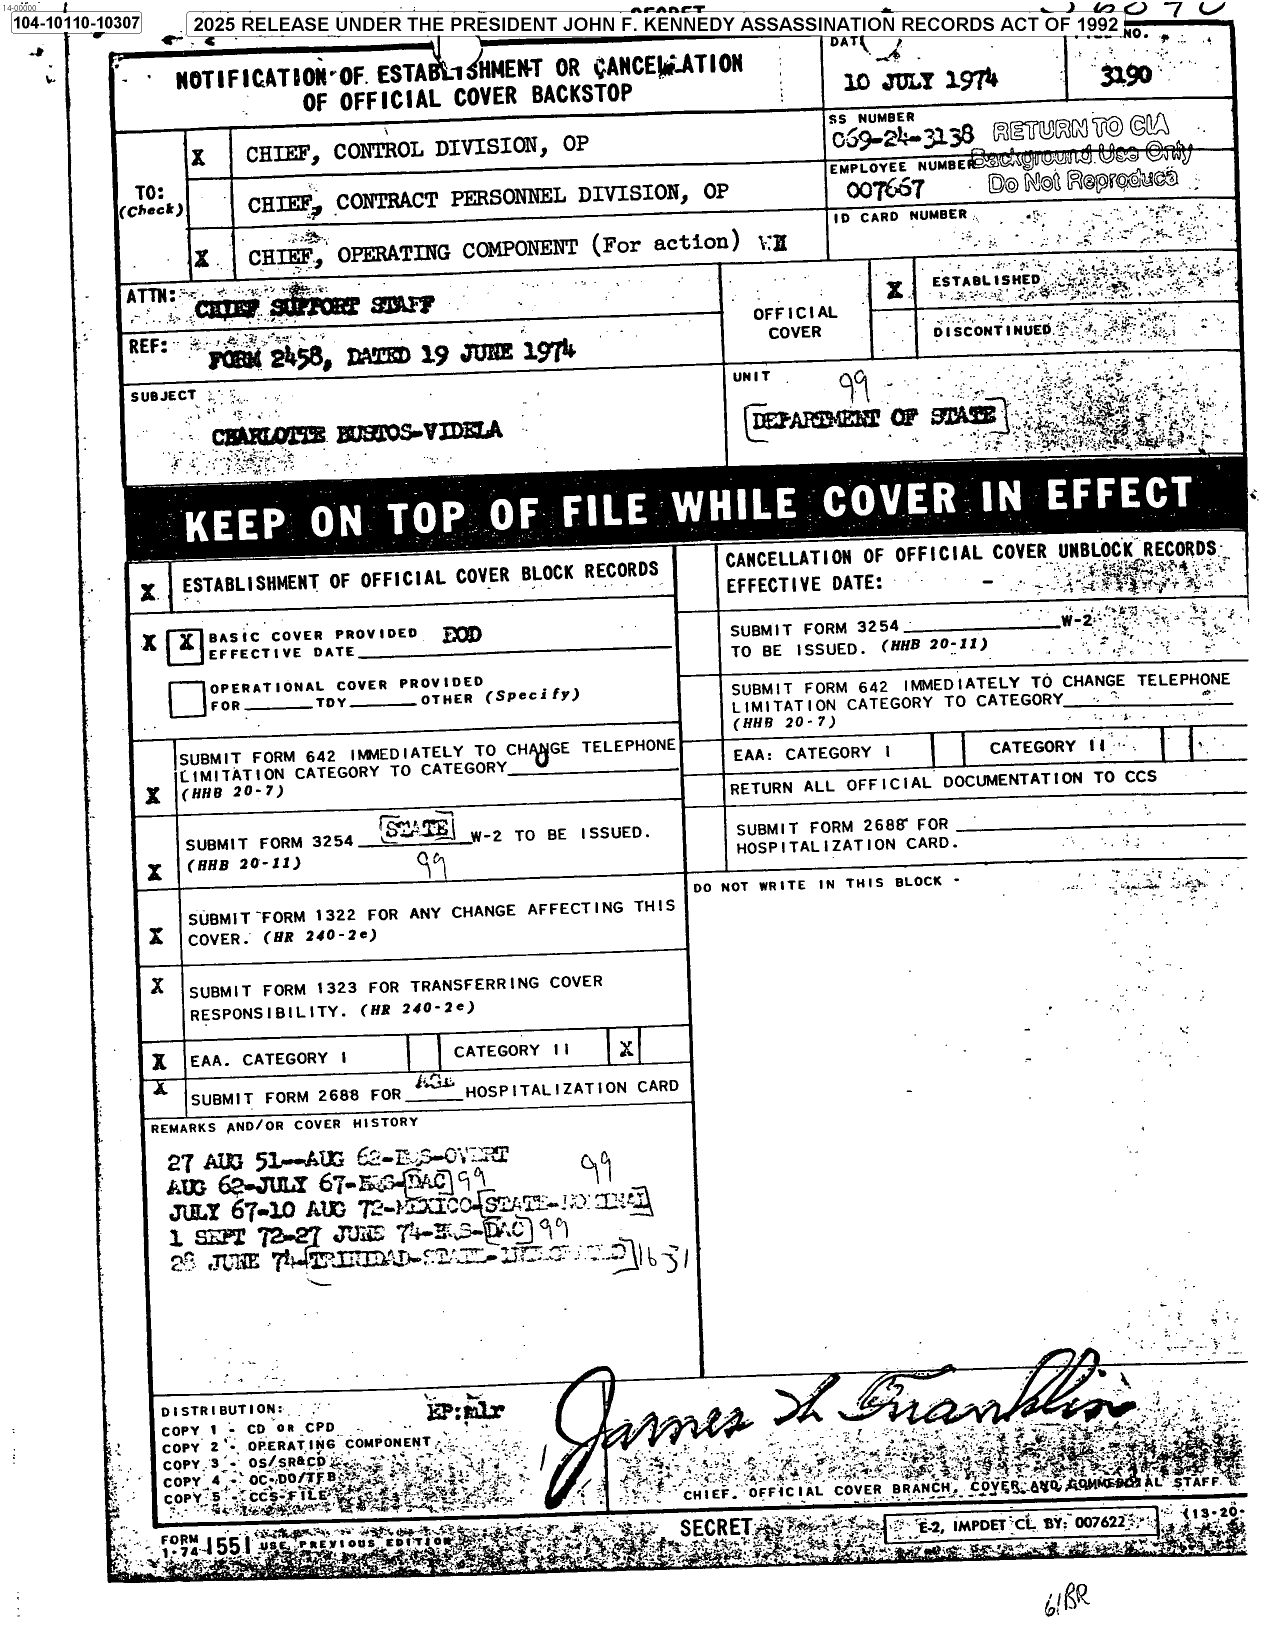 14-00000
104-10110-10307
2025 RELEASE UNDER THE PRESIDENT JOHN F. KENNEDY ASSASSINATION RECORDS ACT OF 1992
SECRET
NOTIFICATION OF ESTABLISHMENT OR CANCELLATION
OF OFFICIAL COVER BACKSTOP
DATE
10 JULY 1974
NO.
3190
TO:
(Check)
X CHIEF, CONTROL DIVISION, OP
CHIEF, CONTRACT PERSONNEL DIVISION, OP
X CHIEF, OPERATING COMPONENT (For action) WH
SS NUMBER
069-24-3138
EMPLOYEE NUMBER
007667
ID CARD NUMBER
RETURN TO CIA
Background Use Only
Do Not Reproduce
ATTN:
CHIEF SUPPORT STAFF
REF:
FORM 2458, DATED 19 JUNE 1974
OFFICIAL
COVER
X ESTABLISHED
DISCONTINUED
SUBJECT
CHARLOTTE BUSTOS-VIDELA
UNIT
99
DEPARTMENT OF STATE
KEEP ON TOP OF FILE WHILE COVER IN EFFECT
X ESTABLISHMENT OF OFFICIAL COVER BLOCK RECORDS
X X BASIC COVER PROVIDED EOD
EFFECTIVE DATE
OPERATIONAL COVER PROVIDED
FOR TDY OTHER (Specify)
SUBMIT FORM 642 IMMEDIATELY TO CHANGE TELEPHONE
LIMITATION CATEGORY TO CATEGORY
X (HHB 20-7)
SUBMIT FORM 3254 STATE W-2 TO BE ISSUED.
X (HHB 20-11) 99
SUBMIT FORM 1322 FOR ANY CHANGE AFFECTING THIS
X COVER. (HR 240-2e)
X SUBMIT FORM 1323 FOR TRANSFERRING COVER
RESPONSIBILITY. (HR 240-2e)
X EAA. CATEGORY I CATEGORY II X
X SUBMIT FORM 2688 FOR HOSPITALIZATION CARD
REMARKS AND/OR COVER HISTORY
27 AUG 51--AUG 62-HQS-OVERT
AUG 62-JULY 67-HQS-DAC 99 99
JULY 67-10 AUG 72-MEXICO-STATE-NOMINAL
1 SEPT 72-27 JUNE 74-HQS-DAC 99
28 JUNE 74-TRINIDAD-STATE-INTEGRATED 16-31
CANCELLATION OF OFFICIAL COVER UNBLOCK RECORDS
EFFECTIVE DATE:
SUBMIT FORM 3254 W-2
TO BE ISSUED. (HHB 20-11)
SUBMIT FORM 642 IMMEDIATELY TO CHANGE TELEPHONE
LIMITATION CATEGORY TO CATEGORY
(HHB 20-7)
EAA: CATEGORY I CATEGORY II
RETURN ALL OFFICIAL DOCUMENTATION TO CCS
SUBMIT FORM 2688 FOR
HOSPITALIZATION CARD.
DO NOT WRITE IN THIS BLOCK -
DISTRIBUTION:
COPY 1 - CD OR CPD
COPY 2 - OPERATING COMPONENT
COPY 3 - OS/SR&CD
COPY 4 - OC-DO/TFB
COPY 5 - CCS-FILE
EP:mlr
James H Franklin
CHIEF, OFFICIAL COVER BRANCH, COVER AND COMMERCIAL STAFF
FORM
1-74 1551 USE PREVIOUS EDITION
SECRET
E-2, IMPDET CL. BY: 007622
(13-20-
61BR